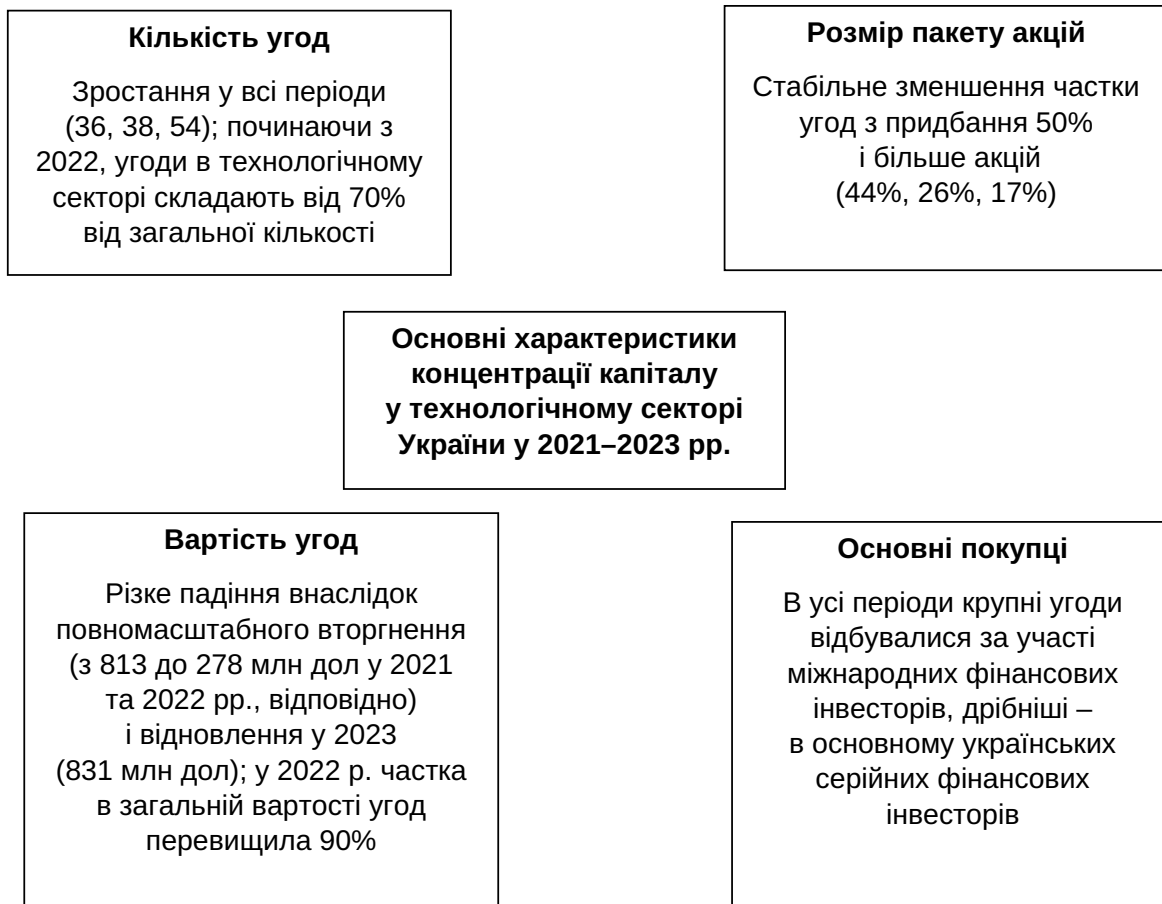 Кількість угод
Зростання у всі періоди
(36, 38, 54); починаючи з
2022, угоди в технологічному
секторі складають від 70%
від загальної кількості
Розмір пакету акцій
Стабільне зменшення частки
угод з придбання 50%
і більше акцій
(44%, 26%, 17%)
Основні характеристики
концентрації капіталу
у технологічному секторі
України у 2021–2023 рр.
Вартість угод
Різке падіння внаслідок
повномасштабного вторгнення
(з 813 до 278 млн дол у 2021
та 2022 рр., відповідно)
і відновлення у 2023
(831 млн дол); у 2022 р. частка
в загальній вартості угод
перевищила 90%
Основні покупці
В усі періоди крупні угоди
відбувалися за участі
міжнародних фінансових
інвесторів, дрібніші –
в основному українських
серійних фінансових
інвесторів